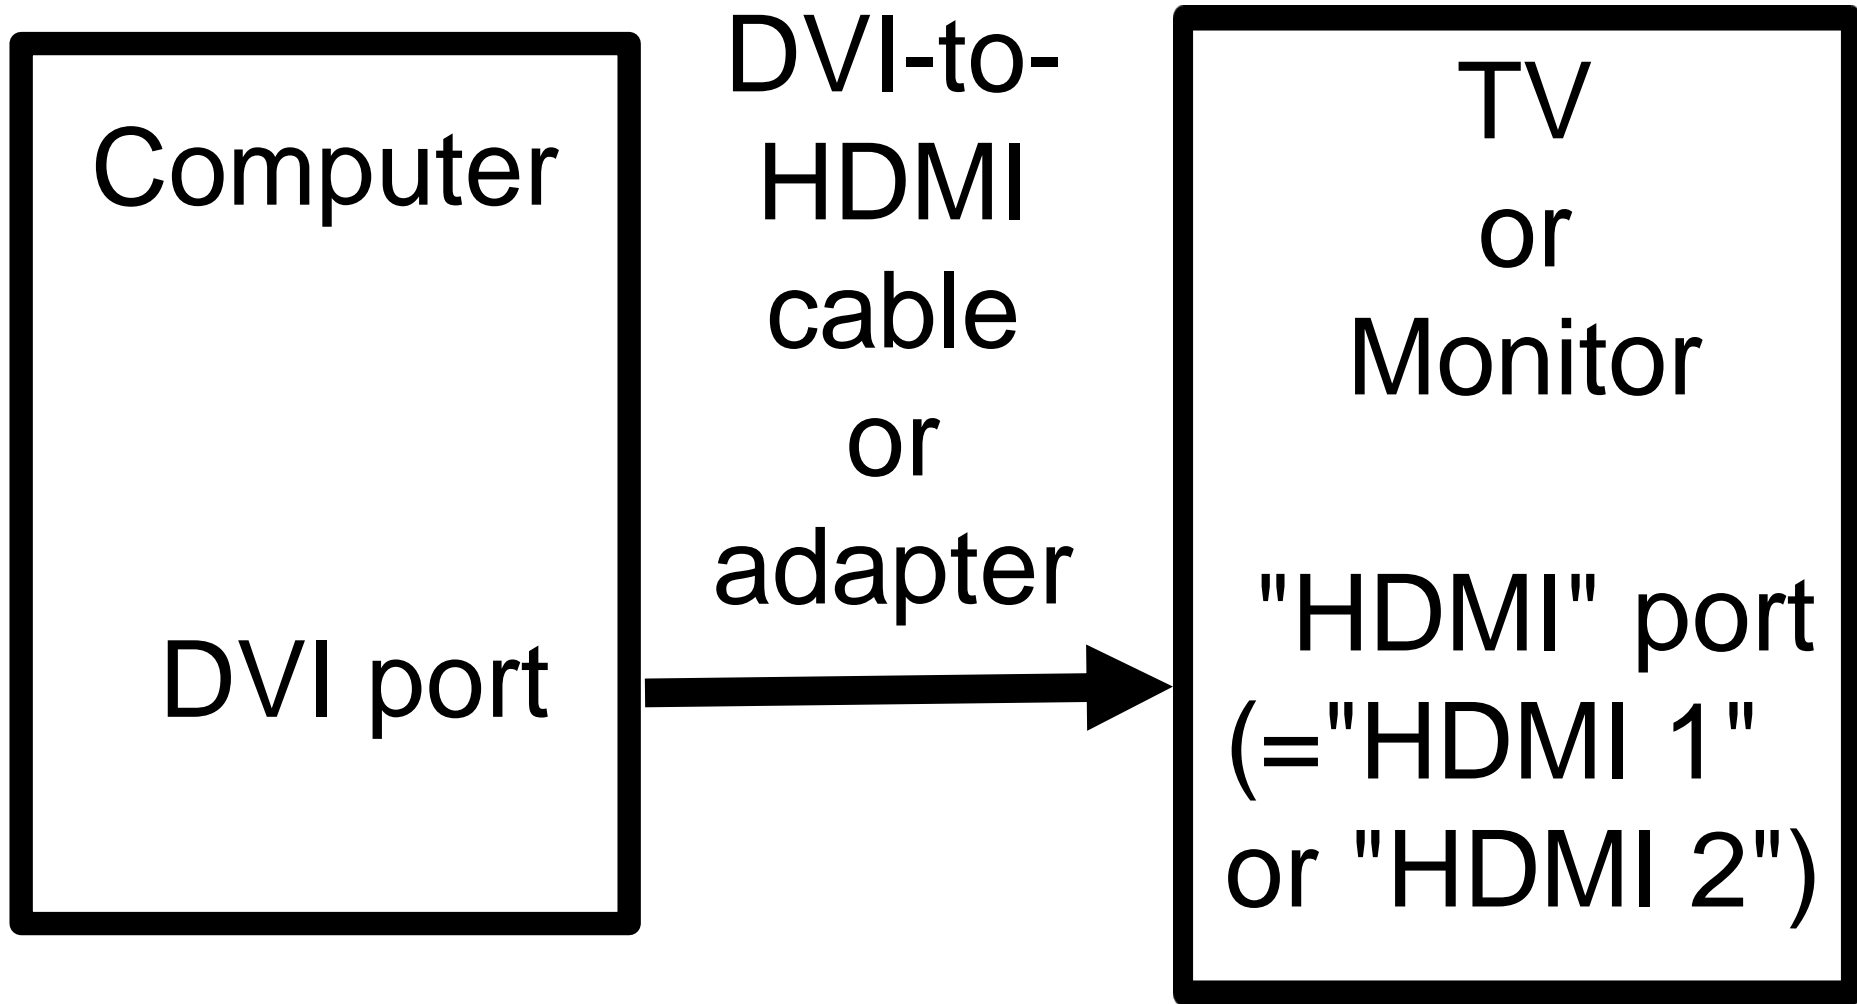 Computer
DVI port
DVI-to-
HDMI
cable
or
adapter
TV
or
Monitor
"HDMI" port
(="HDMI 1"
or "HDMI 2")